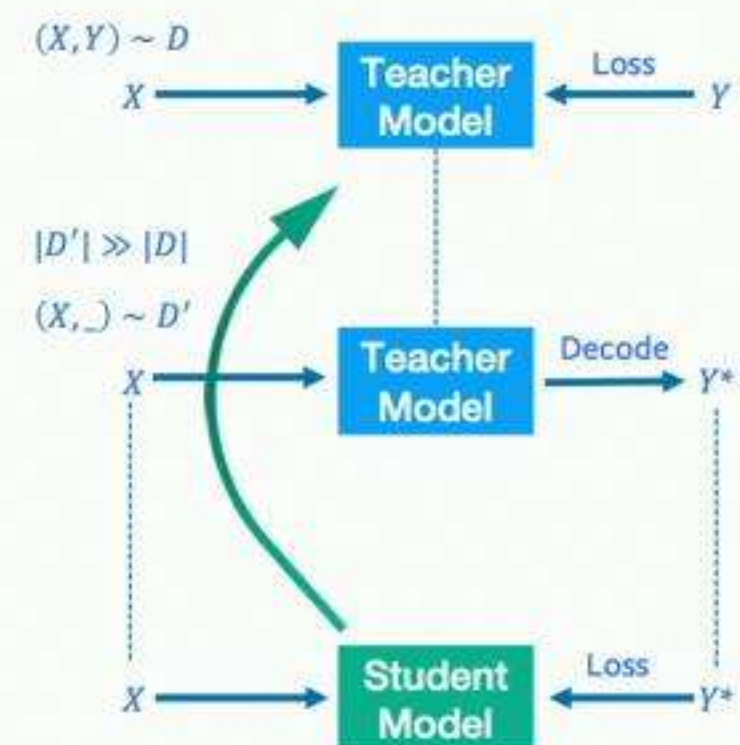 (X,Y) ~ D
X
Teacher
Model
Loss
Y
|D'| ≫ |D|
(X,_) ~ D'
X
Teacher
Model
Decode
Y*
X
Student
Model
Loss
Y*